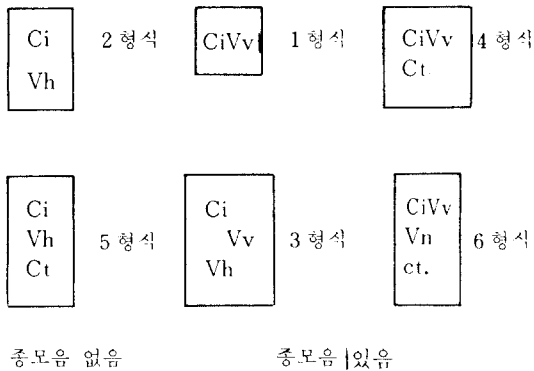 Ci 2 형식 CiVv 1 형식 CiVv 4 형식
Vh Ct.
Ci Ci CiVv
Vh 5 형식 Vv 3 형식 Vn 6 형식
Ct Vh ct.
종모음 없음 종모음 있음